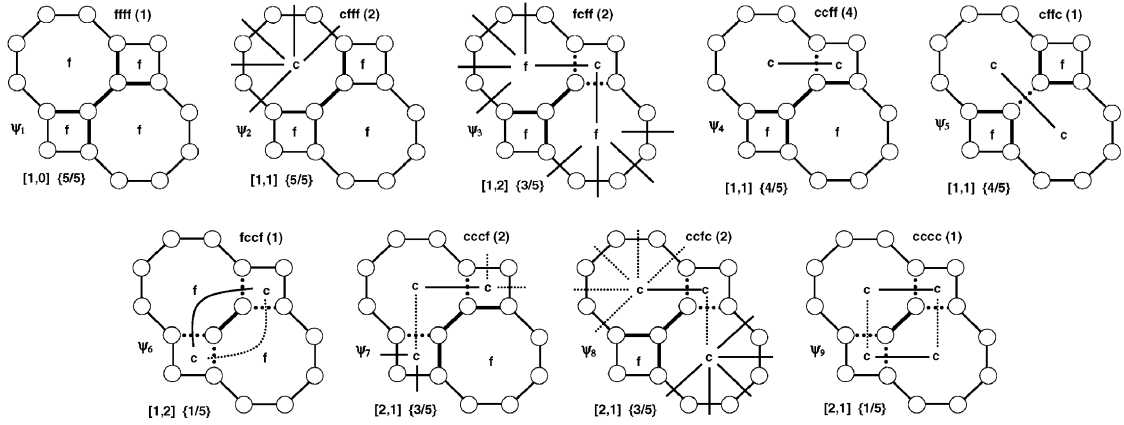 ffff (1)
cfff (2)
fcff (2)
ccff (4)
cffc (1)
f
f
f
f
ψ1
[1,0] {5/5}
c
f
f
f
ψ2
[1,1] {5/5}
f
c
f
f
ψ3
[1,2] {3/5}
c
c
f
f
ψ4
[1,1] {4/5}
c
f
f
c
ψ5
[1,1] {4/5}
fccf (1)
cccf (2)
ccfc (2)
cccc (1)
f
c
c
f
ψ6
[1,2] {1/5}
c
c
c
f
ψ7
[2,1] {3/5}
c
c
f
c
ψ8
[2,1] {3/5}
c
c
c
c
ψ9
[2,1] {1/5}